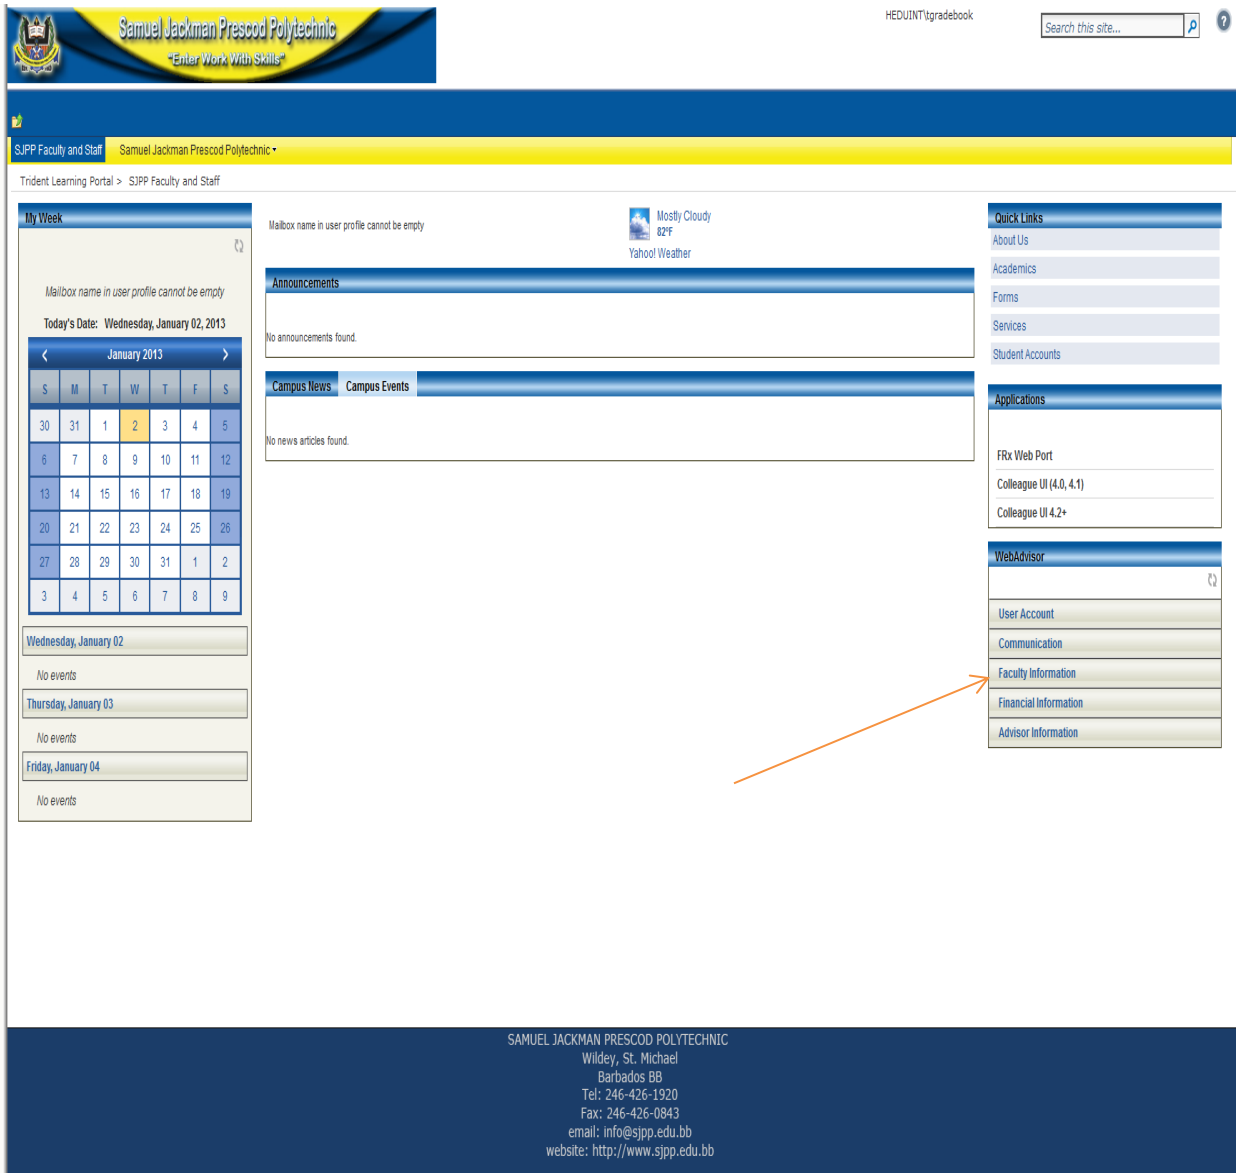 Samuel Jackman Prescod Polytechnic
"Enter Work With Skills"
HEDUINT\tgradebook
Search this site...
SJPP Faculty and Staff
Samuel Jackman Prescod Polytechnic
Trident Learning Portal > SJPP Faculty and Staff
My Week
Mailbox name in user profile cannot be empty
Today's Date: Wednesday, January 02, 2013
January 2013
S M T W T F S
30 31 1 2 3 4 5
6 7 8 9 10 11 12
13 14 15 16 17 18 19
20 21 22 23 24 25 26
27 28 29 30 31 1 2
3 4 5 6 7 8 9
Wednesday, January 02
No events
Thursday, January 03
No events
Friday, January 04
No events
Mailbox name in user profile cannot be empty
Mostly Cloudy
82°F
Yahoo! Weather
Announcements
No announcements found.
Campus News Campus Events
No news articles found.
Quick Links
About Us
Academics
Forms
Services
Student Accounts
Applications
FRx Web Port
Colleague UI (4.0, 4.1)
Colleague UI 4.2+
WebAdvisor
User Account
Communication
Faculty Information
Financial Information
Advisor Information
SAMUEL JACKMAN PRESCOD POLYTECHNIC
Wildey, St. Michael
Barbados BB
Tel: 246-426-1920
Fax: 246-426-0843
email: info@sjpp.edu.bb
website: http://www.sjpp.edu.bb